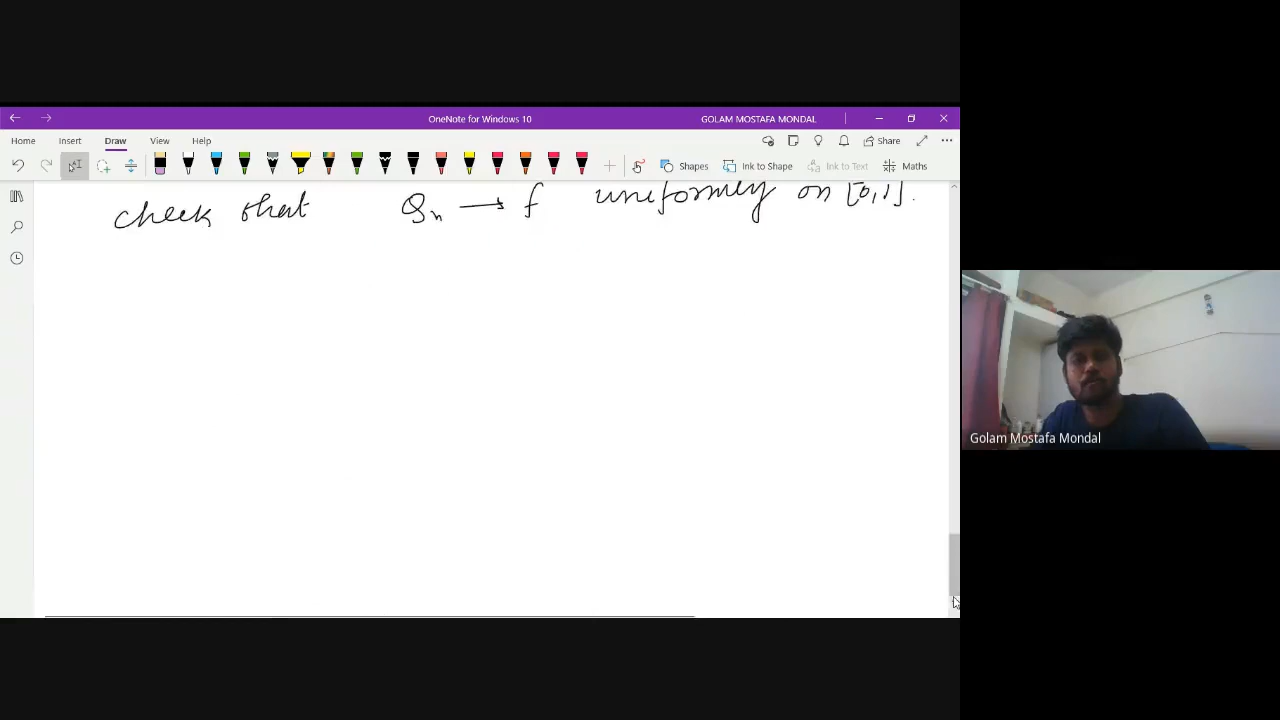 OneNote for Windows 10
GOLAM MOSTAFA MONDAL
Home Insert Draw View Help
Share
Shapes Ink to Shape Ink to Text Maths
check that Qn → f uniformly on [0,1].
Golam Mostafa Mondal